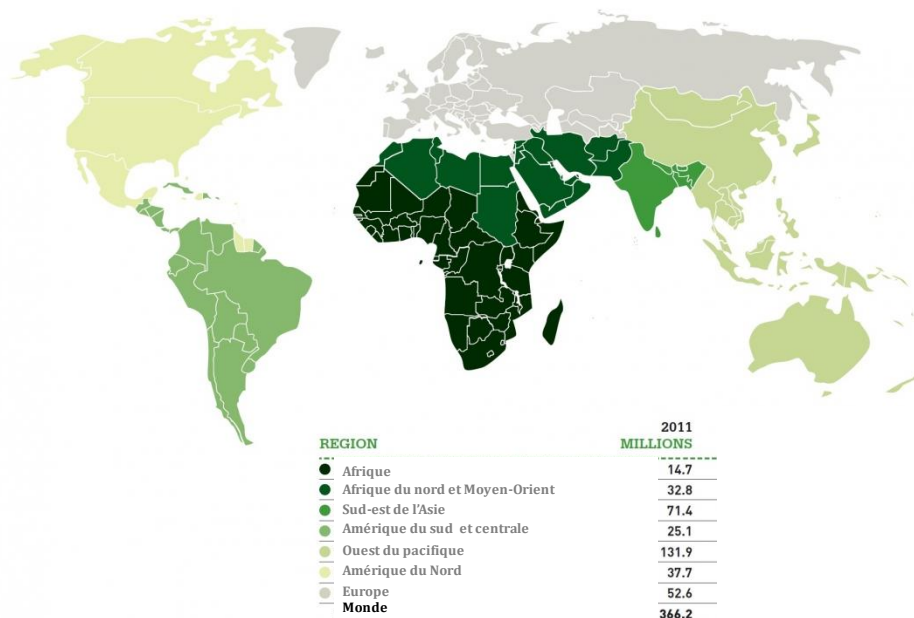 2011
REGION MILLIONS
Afrique 14.7
Afrique du nord et Moyen-Orient 32.8
Sud-est de l'Asie 71.4
Amérique du sud et centrale 25.1
Ouest du pacifique 131.9
Amérique du Nord 37.7
Europe 52.6
Monde 366.2